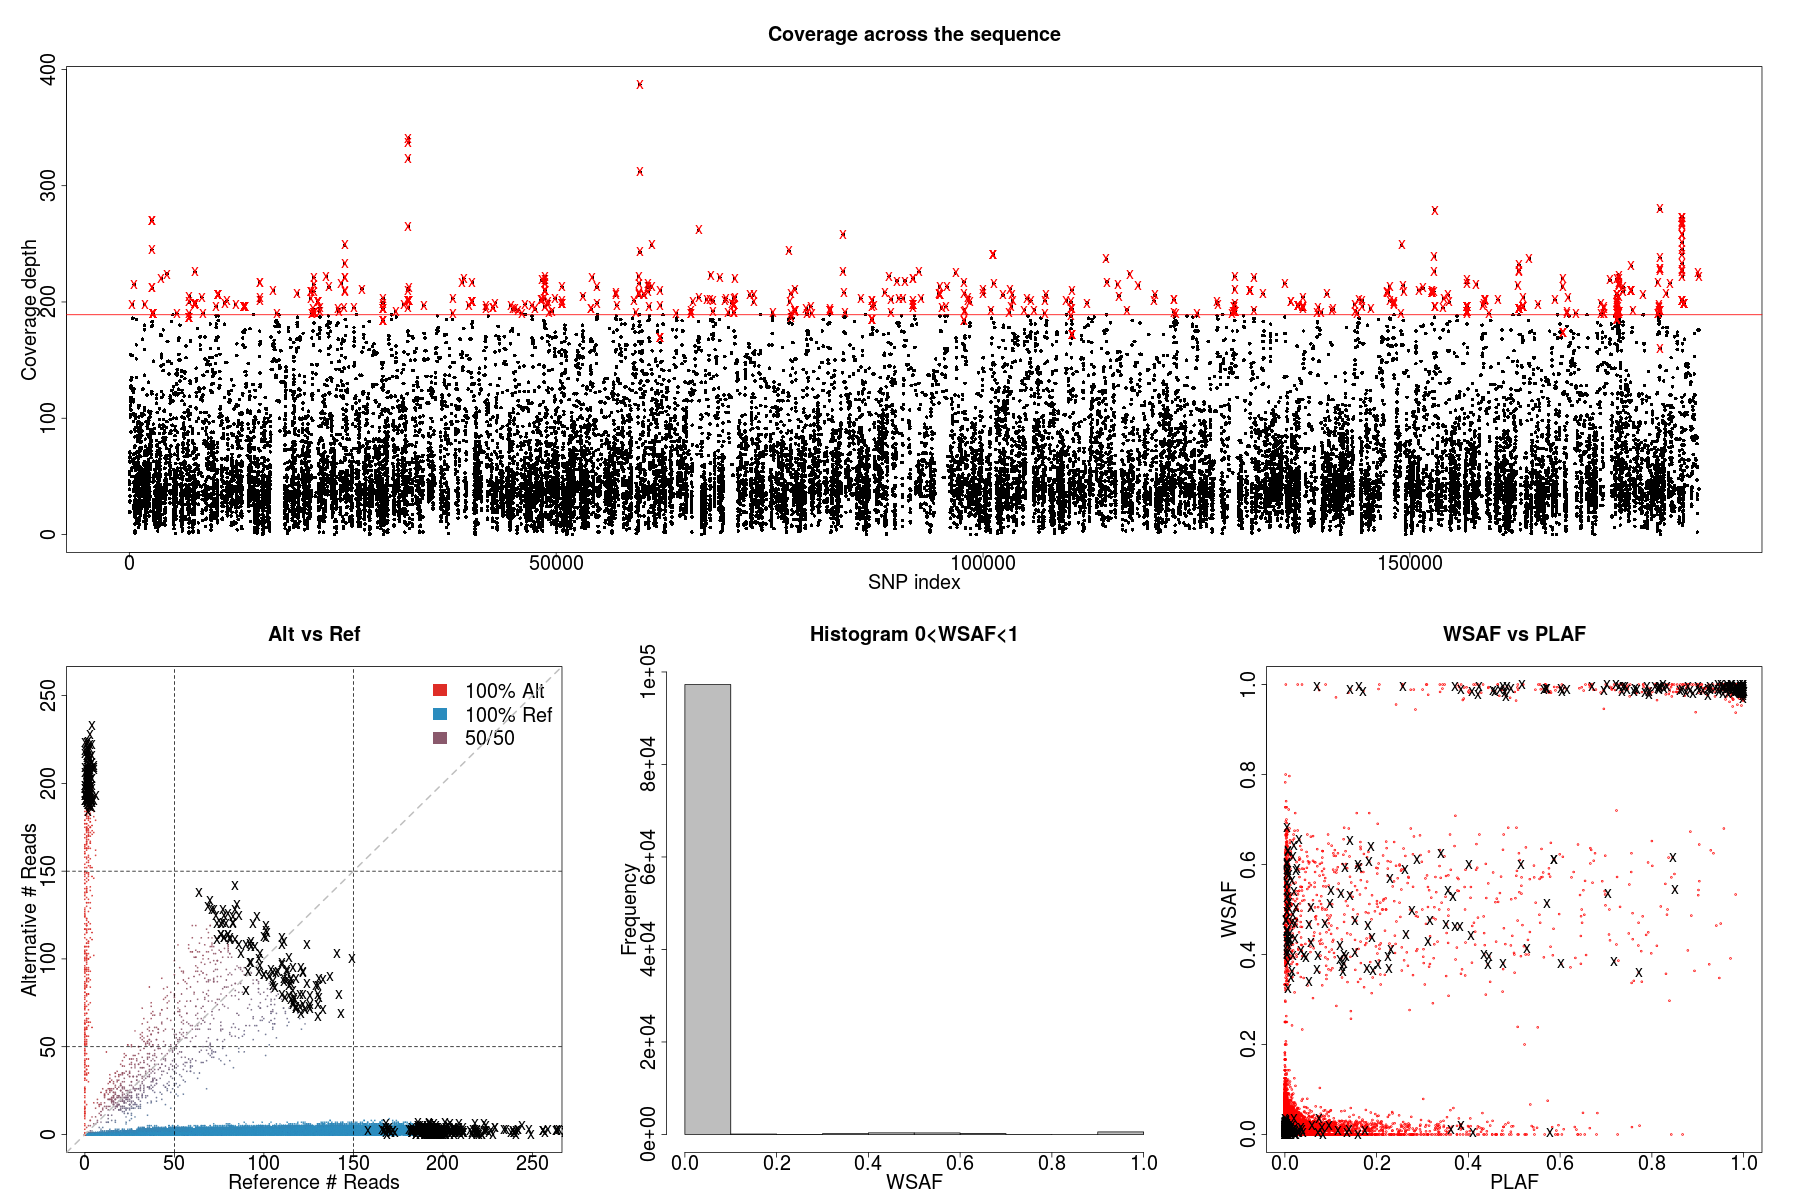 Coverage across the sequence
Coverage depth
0
100
200
300
400
0
50000
100000
150000
SNP index
Alt vs Ref
Alternative # Reads
0
50
100
150
200
250
100% Alt
100% Ref
50/50
0
50
100
150
200
250
Reference # Reads
Histogram 0<WSAF<1
Frequency
0e+00
2e+04
4e+04
6e+04
8e+04
1e+05
0.0
0.2
0.4
0.6
0.8
1.0
WSAF
WSAF vs PLAF
WSAF
0.0
0.2
0.4
0.6
0.8
1.0
0.0
0.2
0.4
0.6
0.8
1.0
PLAF